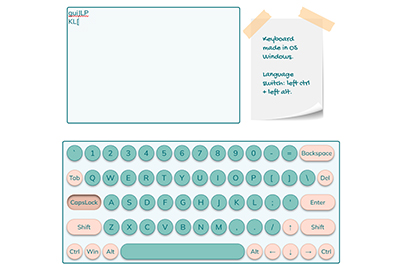 guiJLP
KL[
Keyboard
made in OS
Windows.
Language
switch: left ctrl
+ left alt.
` 1 2 3 4 5 6 7 8 9 0 - = Backspace
Tab Q W E R T Y U I O P [ ] \ Del
CapsLock A S D F G H J K L ; ' Enter
Shift Z X C V B N M , . / ↑ Shift
Ctrl Win Alt Alt ← ↓ → Ctrl